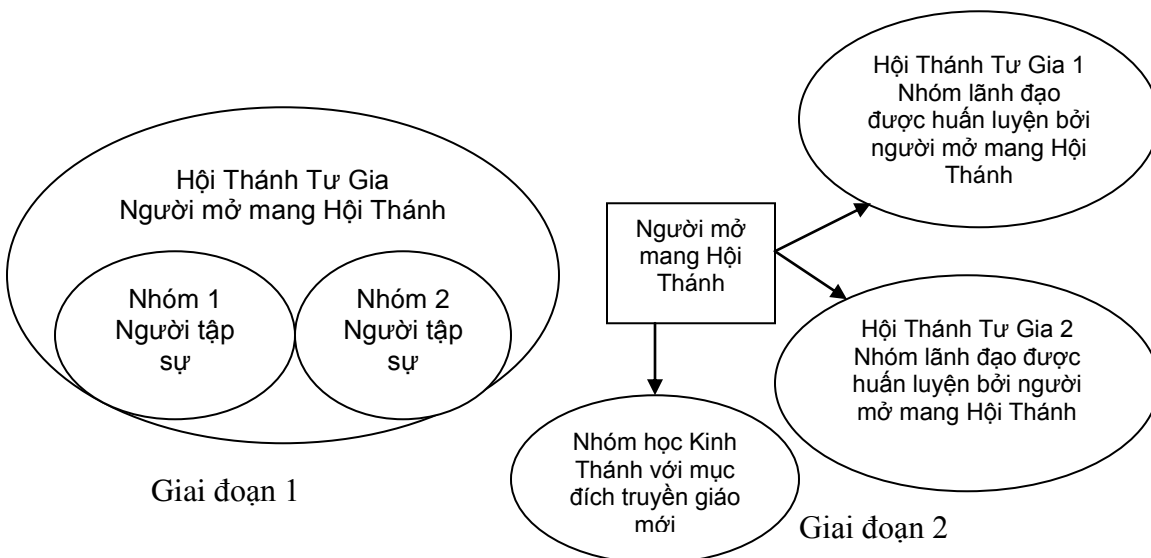 Hội Thánh Tư Gia
Người mở mang Hội Thánh
Nhóm 1
Người tập
sự
Nhóm 2
Người tập
sự
Giai đoạn 1
Hội Thánh Tư Gia 1
Nhóm lãnh đạo
được huấn luyện bởi
người mở mang Hội
Thánh
Người mở
mang Hội
Thánh
Hội Thánh Tư Gia 2
Nhóm lãnh đạo được
huấn luyện bởi người
mở mang Hội Thánh
Nhóm học Kinh
Thánh với mục
đích truyền giáo
mới
Giai đoạn 2